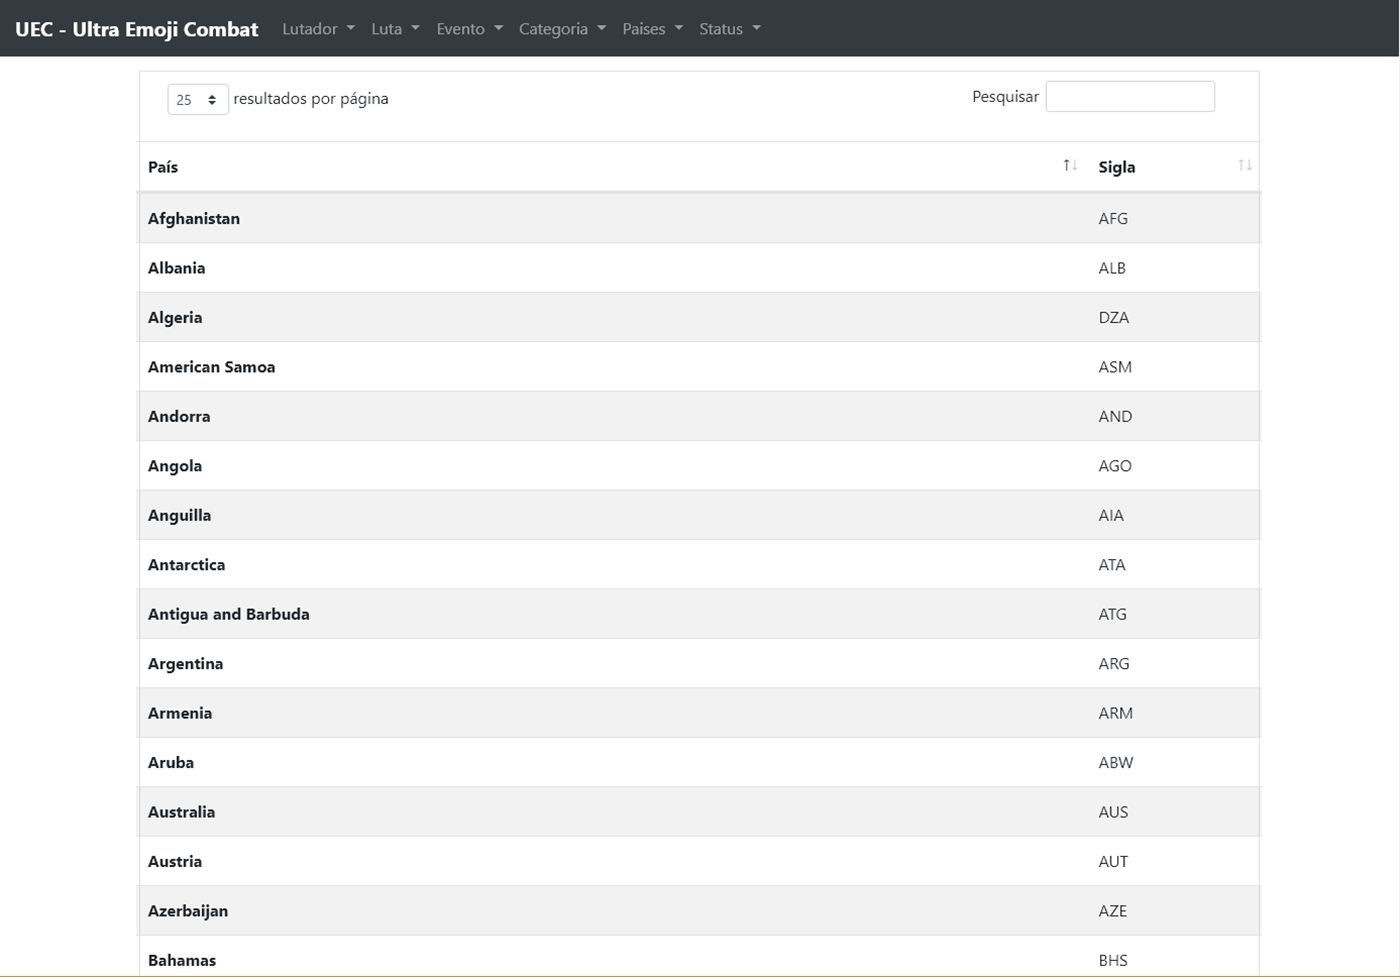 UEC - Ultra Emoji Combat Lutador Luta Evento Categoria Paises Status
25 resultados por página Pesquisar
País Sigla
Afghanistan AFG
Albania ALB
Algeria DZA
American Samoa ASM
Andorra AND
Angola AGO
Anguilla AIA
Antarctica ATA
Antigua and Barbuda ATG
Argentina ARG
Armenia ARM
Aruba ABW
Australia AUS
Austria AUT
Azerbaijan AZE
Bahamas BHS